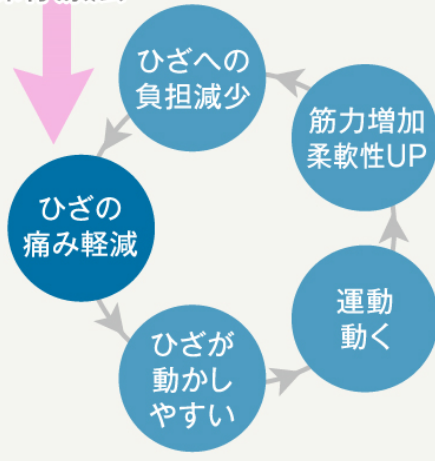 ひざへの
負担減少
筋力増加
柔軟性UP
ひざの
痛み軽減
運動
動く
ひざが
動かし
やすい